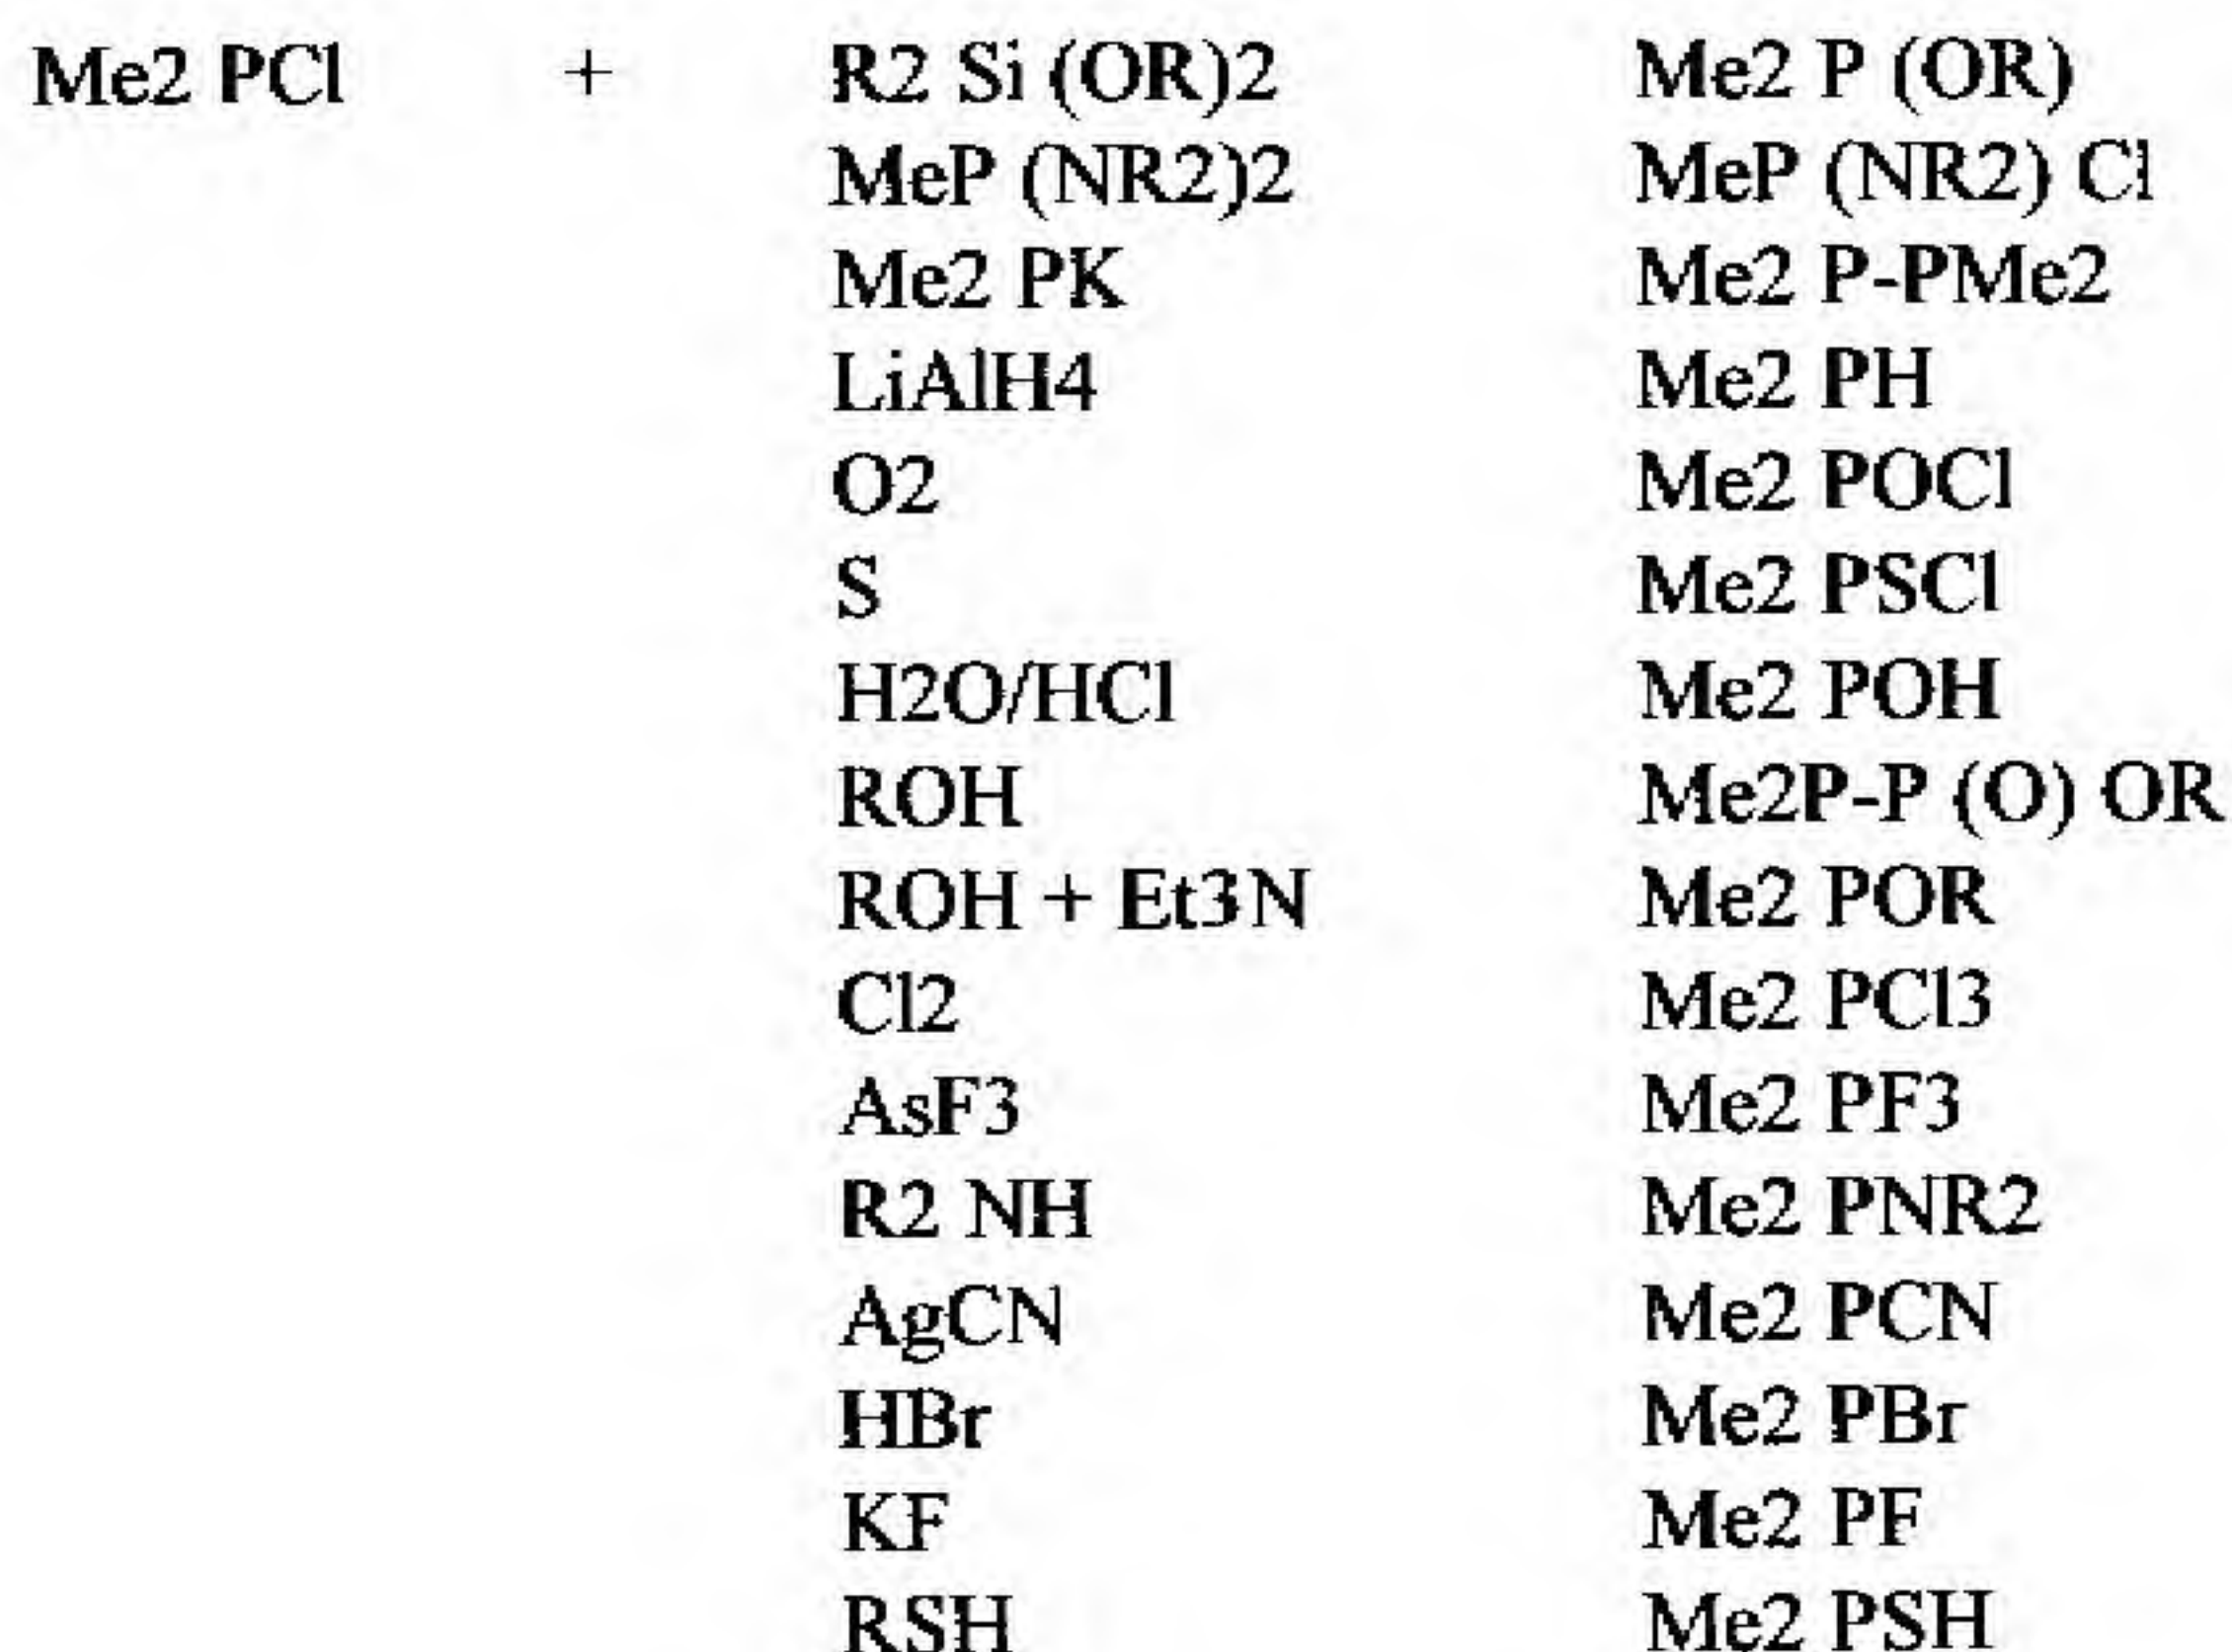 Me2 PCl + R2 Si (OR)2 Me2 P (OR)
MeP (NR2)2 MeP (NR2) Cl
Me2 PK Me2 P-PMe2
LiAlH4 Me2 PH
O2 Me2 POCl
S Me2 PSCl
H2O/HCl Me2 POH
ROH Me2P-P (O) OR
ROH + Et3N Me2 POR
Cl2 Me2 PCl3
AsF3 Me2 PF3
R2 NH Me2 PNR2
AgCN Me2 PCN
HBr Me2 PBr
KF Me2 PF
RSH Me2 PSH